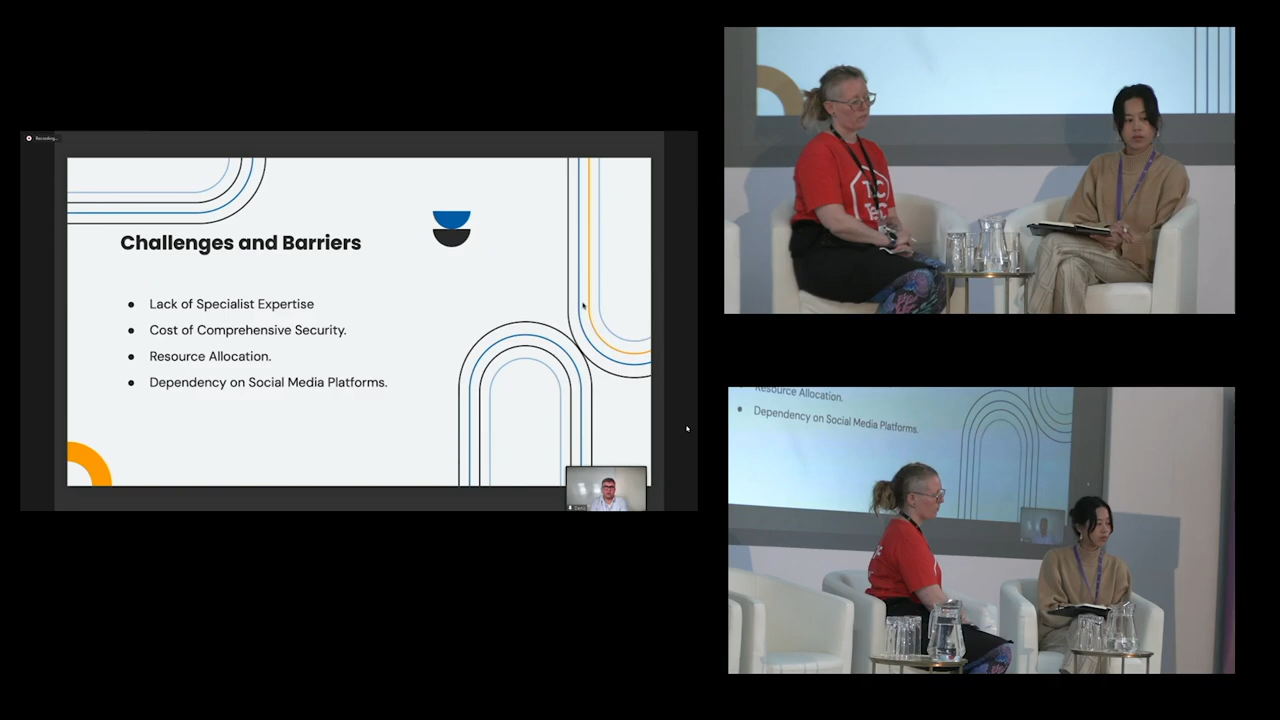 Recording...
Challenges and Barriers
● Lack of Specialist Expertise
● Cost of Comprehensive Security.
● Resource Allocation.
● Dependency on Social Media Platforms.
Resource Allocation.
● Dependency on Social Media Platforms.